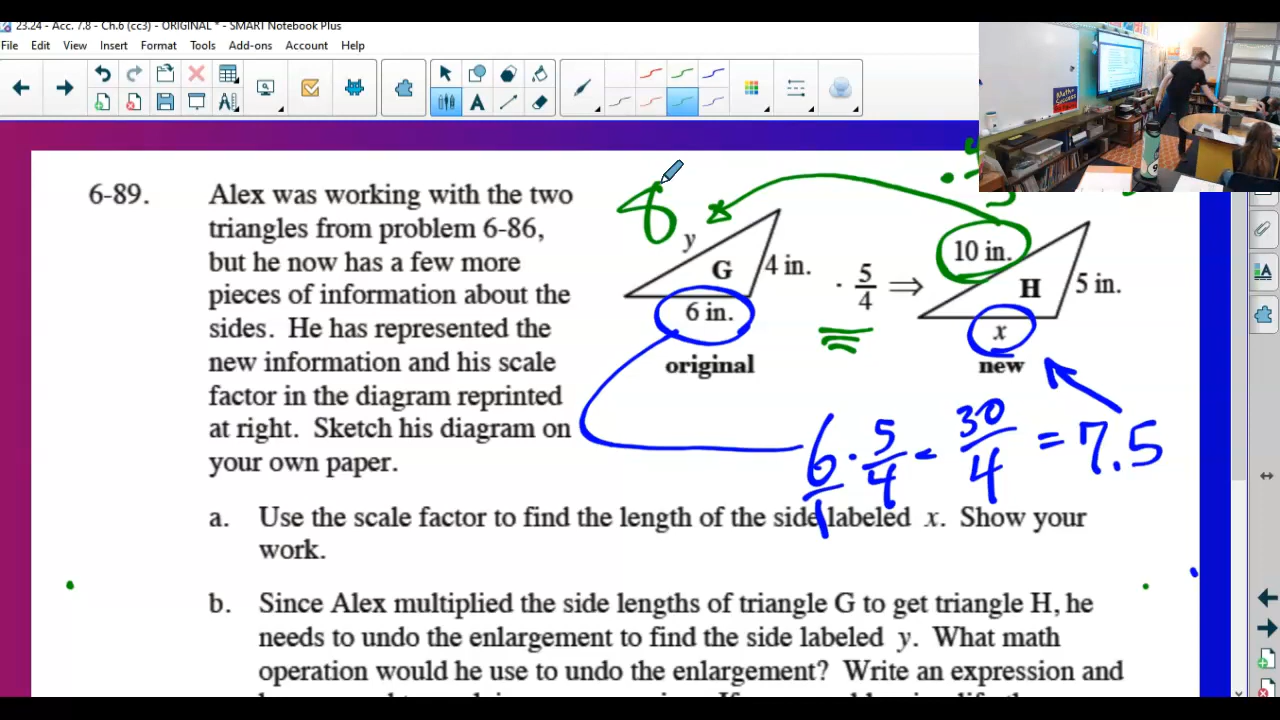 23.24 - Acc. 7.8 - Ch.6 (cc3) - ORIGINAL * - SMART Notebook Plus
File Edit View Insert Format Tools Add-ons Account Help
6-89. Alex was working with the two
triangles from problem 6-86,
but he now has a few more
pieces of information about the
sides. He has represented the
new information and his scale
factor in the diagram reprinted
at right. Sketch his diagram on
your own paper.
8
y
G
4 in.
6 in.
original
· 5/4 ⇒
10 in.
H
5 in.
x
new
6/1 · 5/4 = 30/4 = 7.5
a. Use the scale factor to find the length of the side labeled x. Show your
work.
b. Since Alex multiplied the side lengths of triangle G to get triangle H, he
needs to undo the enlargement to find the side labeled y. What math
operation would he use to undo the enlargement? Write an expression and